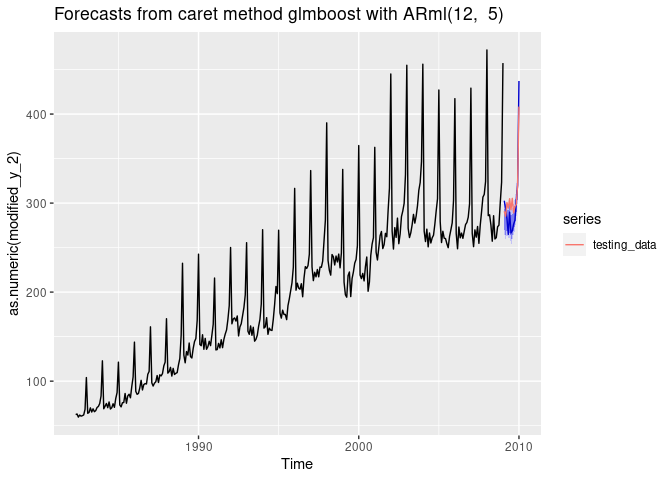 Forecasts from caret method glmboost with ARml(12,  5)
as.numeric(modified_y_2)
400
300
200
100
1990
2000
2010
Time
series
testing_data